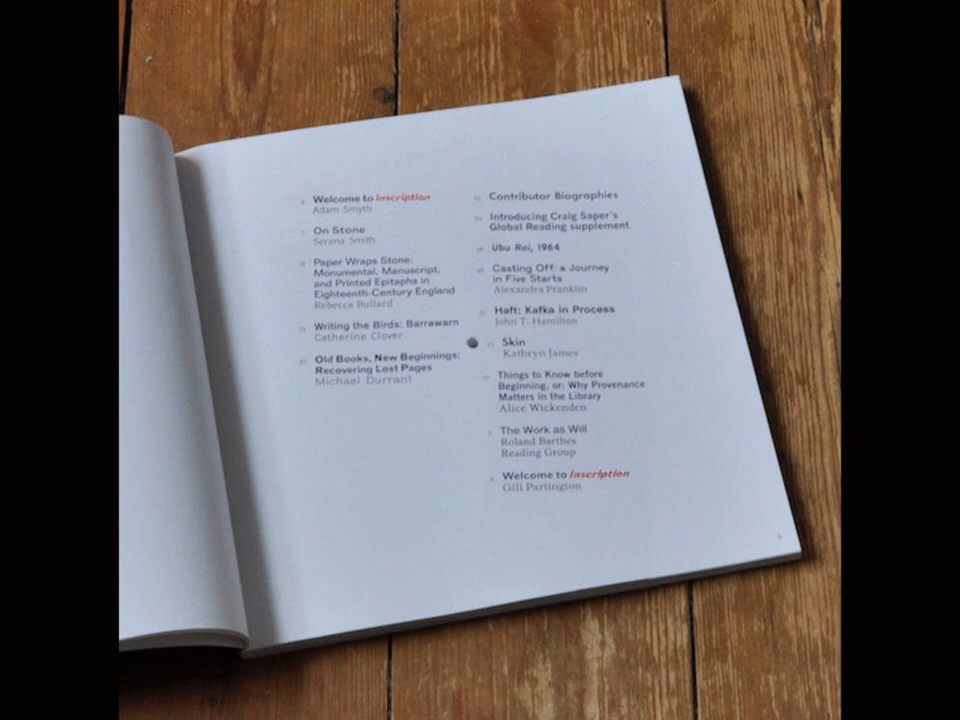 Welcome to Inscription
Adam Smyth
On Stone
Serena Smith
Paper Wraps Stone:
Monumental, Manuscript,
and Printed Epitaphs in
Eighteenth-Century England
Rebecca Bullard
Writing the Birds: Barrawarn
Catherine Clover
Old Books, New Beginnings:
Recovering Lost Pages
Michael Durrant
Contributor Biographies
Introducing Craig Saper's
Global Reading supplement
Ubu Roi, 1964
Casting Off: a Journey
in Five Starts
Alexandra Franklin
Haft: Kafka in Process
John T. Hamilton
Skin
Kathryn James
Things to Know before
Beginning, or: Why Provenance
Matters in the Library
Alice Wickenden
The Work as Will
Roland Barthes
Reading Group
Welcome to Inscription
Gill Partington